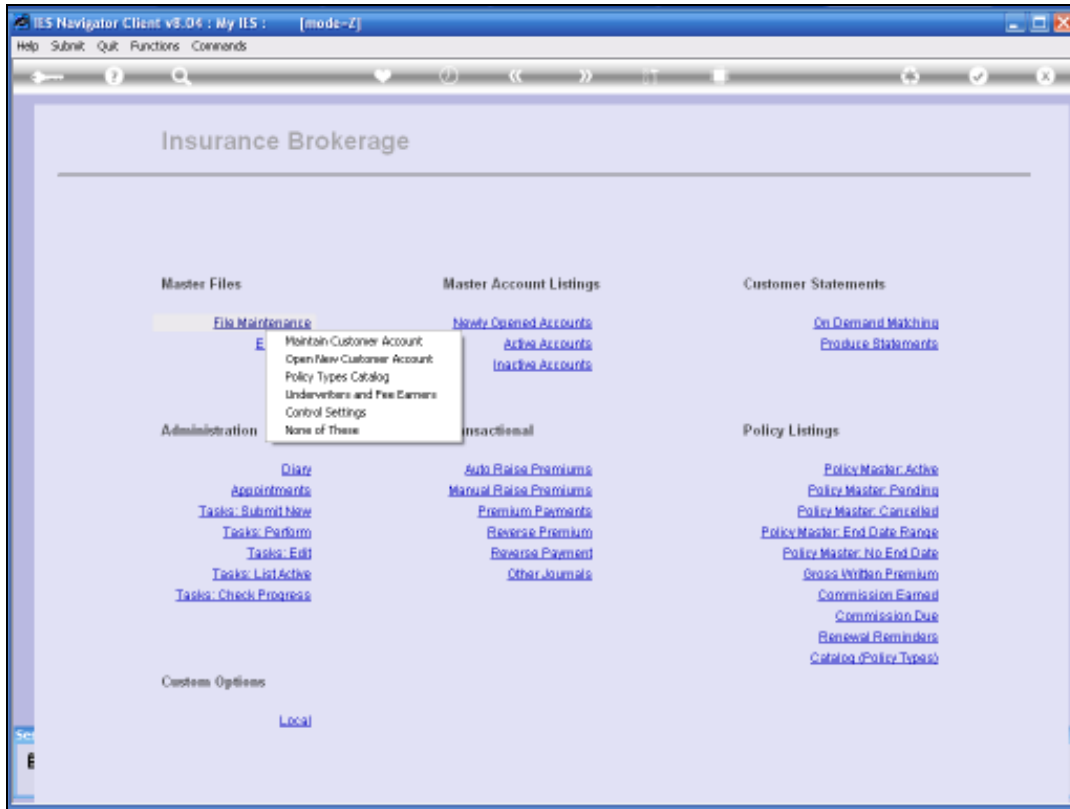 IES Navigator Client v8.04 : My IES : [mode=Z]
Help Submit Quit Functions Commands
Insurance Brokerage
Master Files
File Maintenance
E
Maintain Customer Account
Open New Customer Account
Policy Types Catalog
Underwriters and Fee Earners
Control Settings
None of These
Master Account Listings
Newly Opened Accounts
Active Accounts
Inactive Accounts
Customer Statements
On Demand Matching
Produce Statements
Administration
Diary
Appointments
Tasks: Submit New
Tasks: Perform
Tasks: Edit
Tasks: List Active
Tasks: Check Progress
nsactional
Auto Raise Premiums
Manual Raise Premiums
Premium Payments
Reverse Premium
Reverse Payment
Other Journals
Policy Listings
Policy Master: Active
Policy Master: Pending
Policy Master: Cancelled
Policy Master: End Date Range
Policy Master: No End Date
Gross Written Premium
Commission Earned
Commission Due
Renewal Reminders
Catalog (Policy Types)
Custom Options
Local
Se